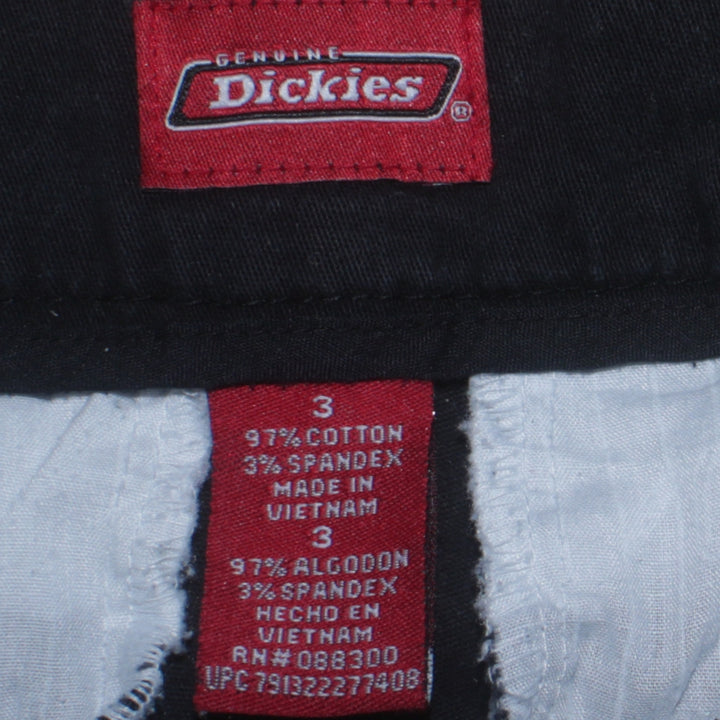 GENUINE
Dickies
®
3
97% COTTON
3% SPANDEX
MADE IN
VIETNAM
3
97% ALGODON
3% SPANDEX
HECHO EN
VIETNAM
RN# 088300
UPC 791322277408